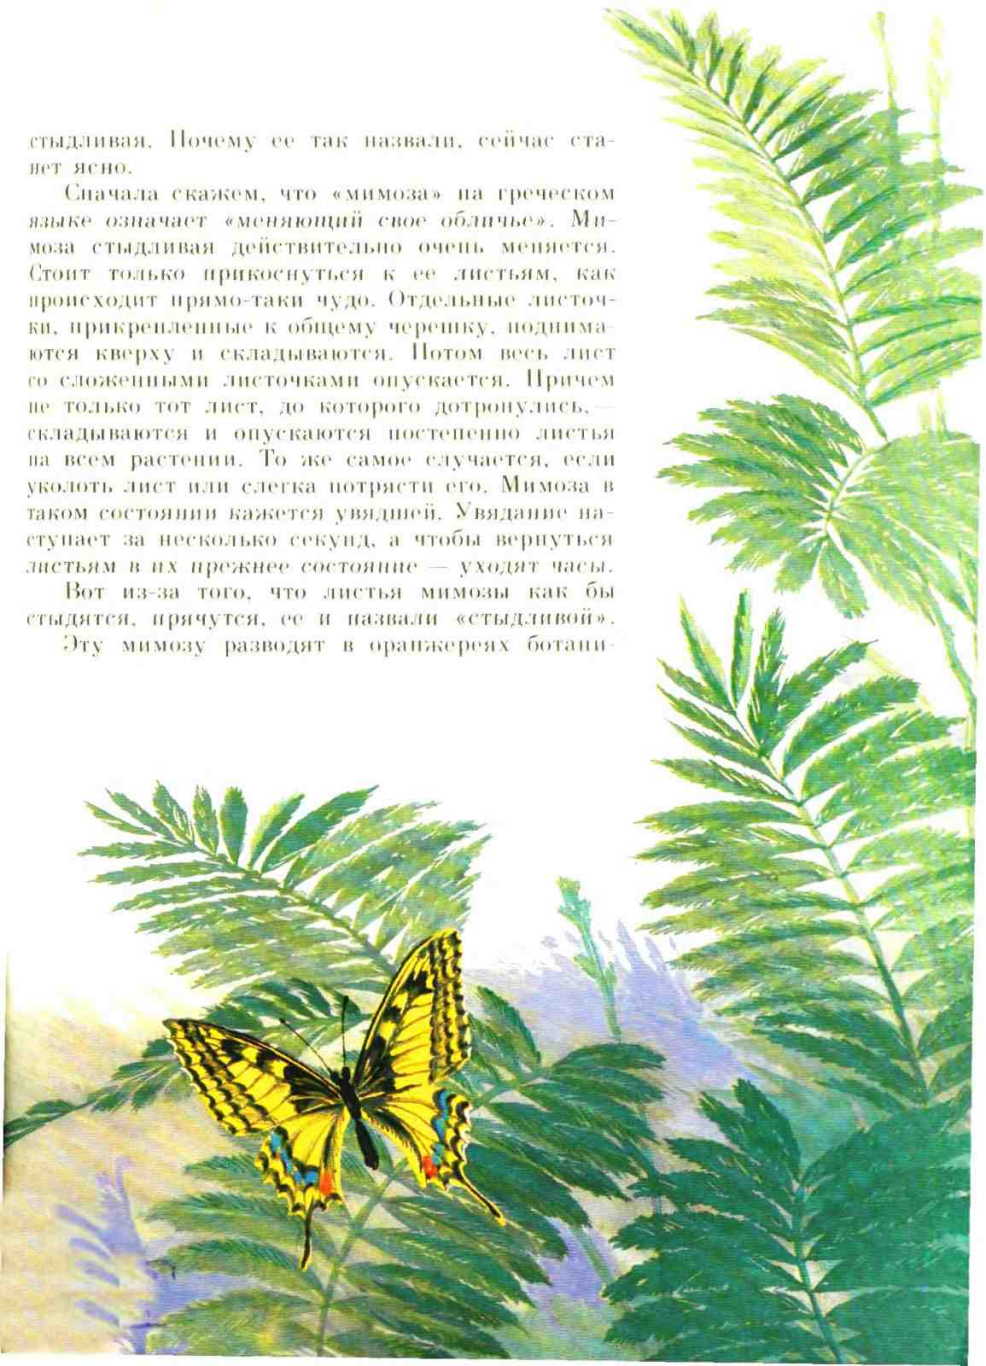 стыдливая. Почему ее так назвали, сейчас ста-
нет ясно.
Сначала скажем, что «мимоза» на греческом
языке означает «меняющий свое обличье». Ми-
моза стыдливая действительно очень меняется.
Стоит только прикоснуться к ее листьям, как
происходит прямо-таки чудо. Отдельные листоч-
ки, прикрепленные к общему черешку, поднима-
ются кверху и складываются. Потом весь лист
со сложенными листочками опускается. Причем
не только тот лист, до которого дотронулись,—
складываются и опускаются постепенно листья
на всем растении. То же самое случается, если
уколоть лист или слегка потрясти его. Мимоза в
таком состоянии кажется увядшей. Увядание на-
ступает за несколько секунд, а чтобы вернуться
листьям в их прежнее состояние — уходят часы.
Вот из-за того, что листья мимозы как бы
стыдятся, прячутся, ее и назвали «стыдливой».
Эту мимозу разводят в оранжереях ботани-